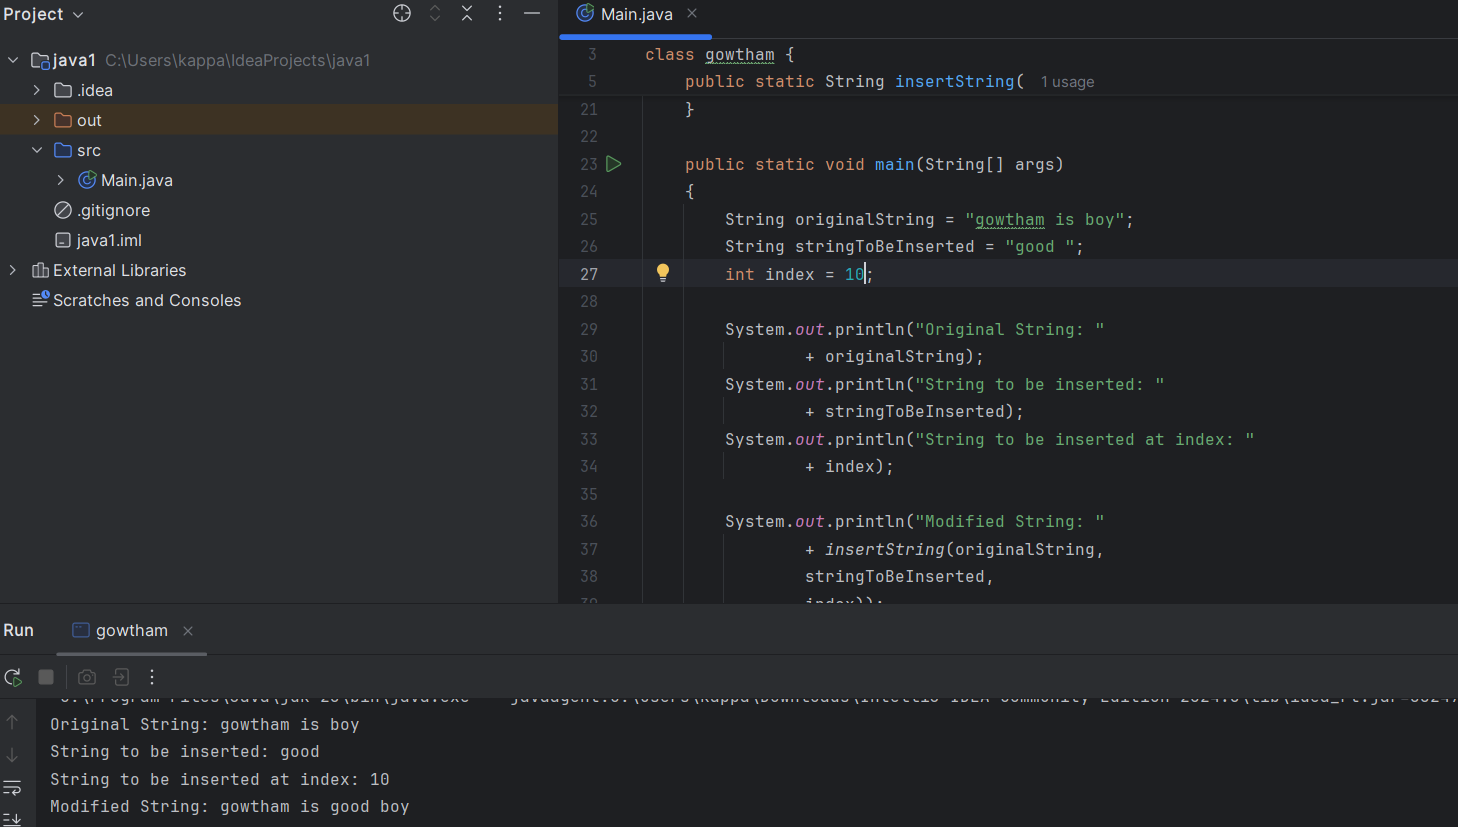 Project
java1 C:\Users\kappa\IdeaProjects\java1
.idea
out
src
Main.java
.gitignore
java1.iml
External Libraries
Scratches and Consoles
Main.java
3 class gowtham {
5 public static String insertString( 1 usage
21 }
22
23 public static void main(String[] args)
24 {
25 String originalString = "gowtham is boy";
26 String stringToBeInserted = "good ";
27 int index = 10;
28
29 System.out.println("Original String: "
30 + originalString);
31 System.out.println("String to be inserted: "
32 + stringToBeInserted);
33 System.out.println("String to be inserted at index: "
34 + index);
35
36 System.out.println("Modified String: "
37 + insertString(originalString,
38 stringToBeInserted,
index));
Run gowtham
Original String: gowtham is boy
String to be inserted: good
String to be inserted at index: 10
Modified String: gowtham is good boy